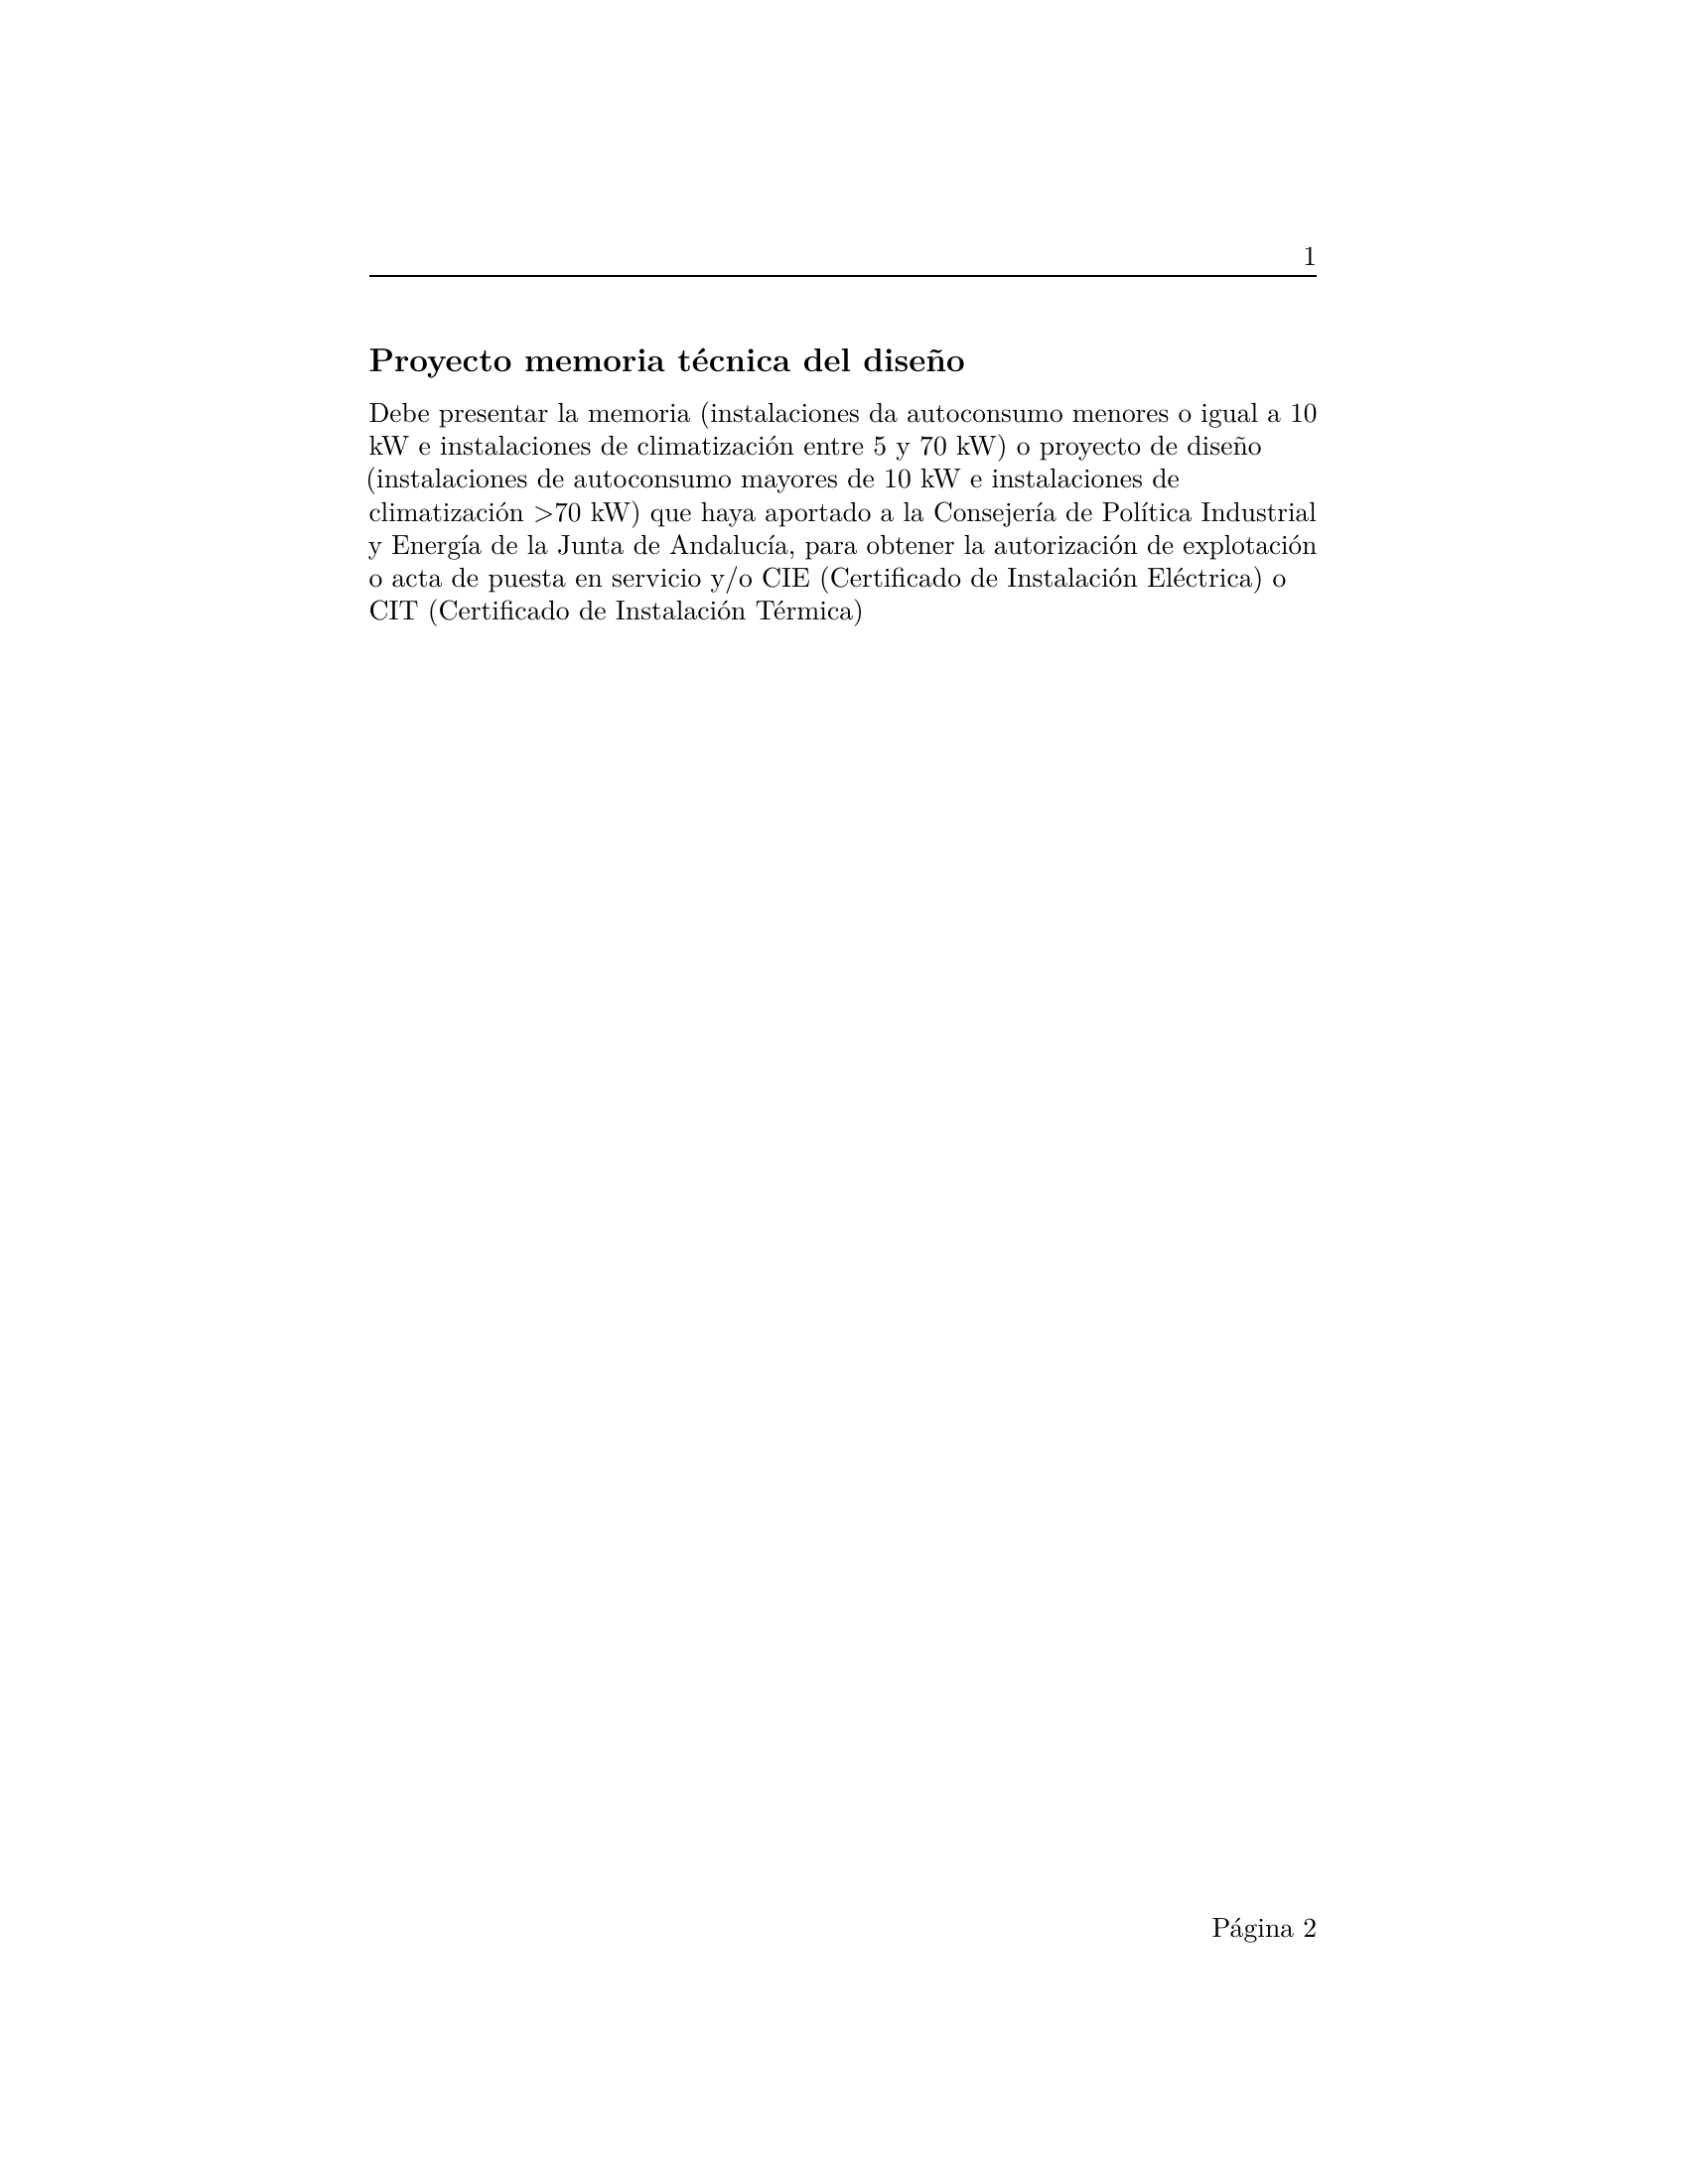 1
Proyecto memoria técnica del diseño
Debe presentar la memoria (instalaciones da autoconsumo menores o igual a 10
kW e instalaciones de climatización entre 5 y 70 kW) o proyecto de diseño
(instalaciones de autoconsumo mayores de 10 kW e instalaciones de
climatización >70 kW) que haya aportado a la Consejería de Política Industrial
y Energía de la Junta de Andalucía, para obtener la autorización de explotación
o acta de puesta en servicio y/o CIE (Certificado de Instalación Eléctrica) o
CIT (Certificado de Instalación Térmica)
Página 2